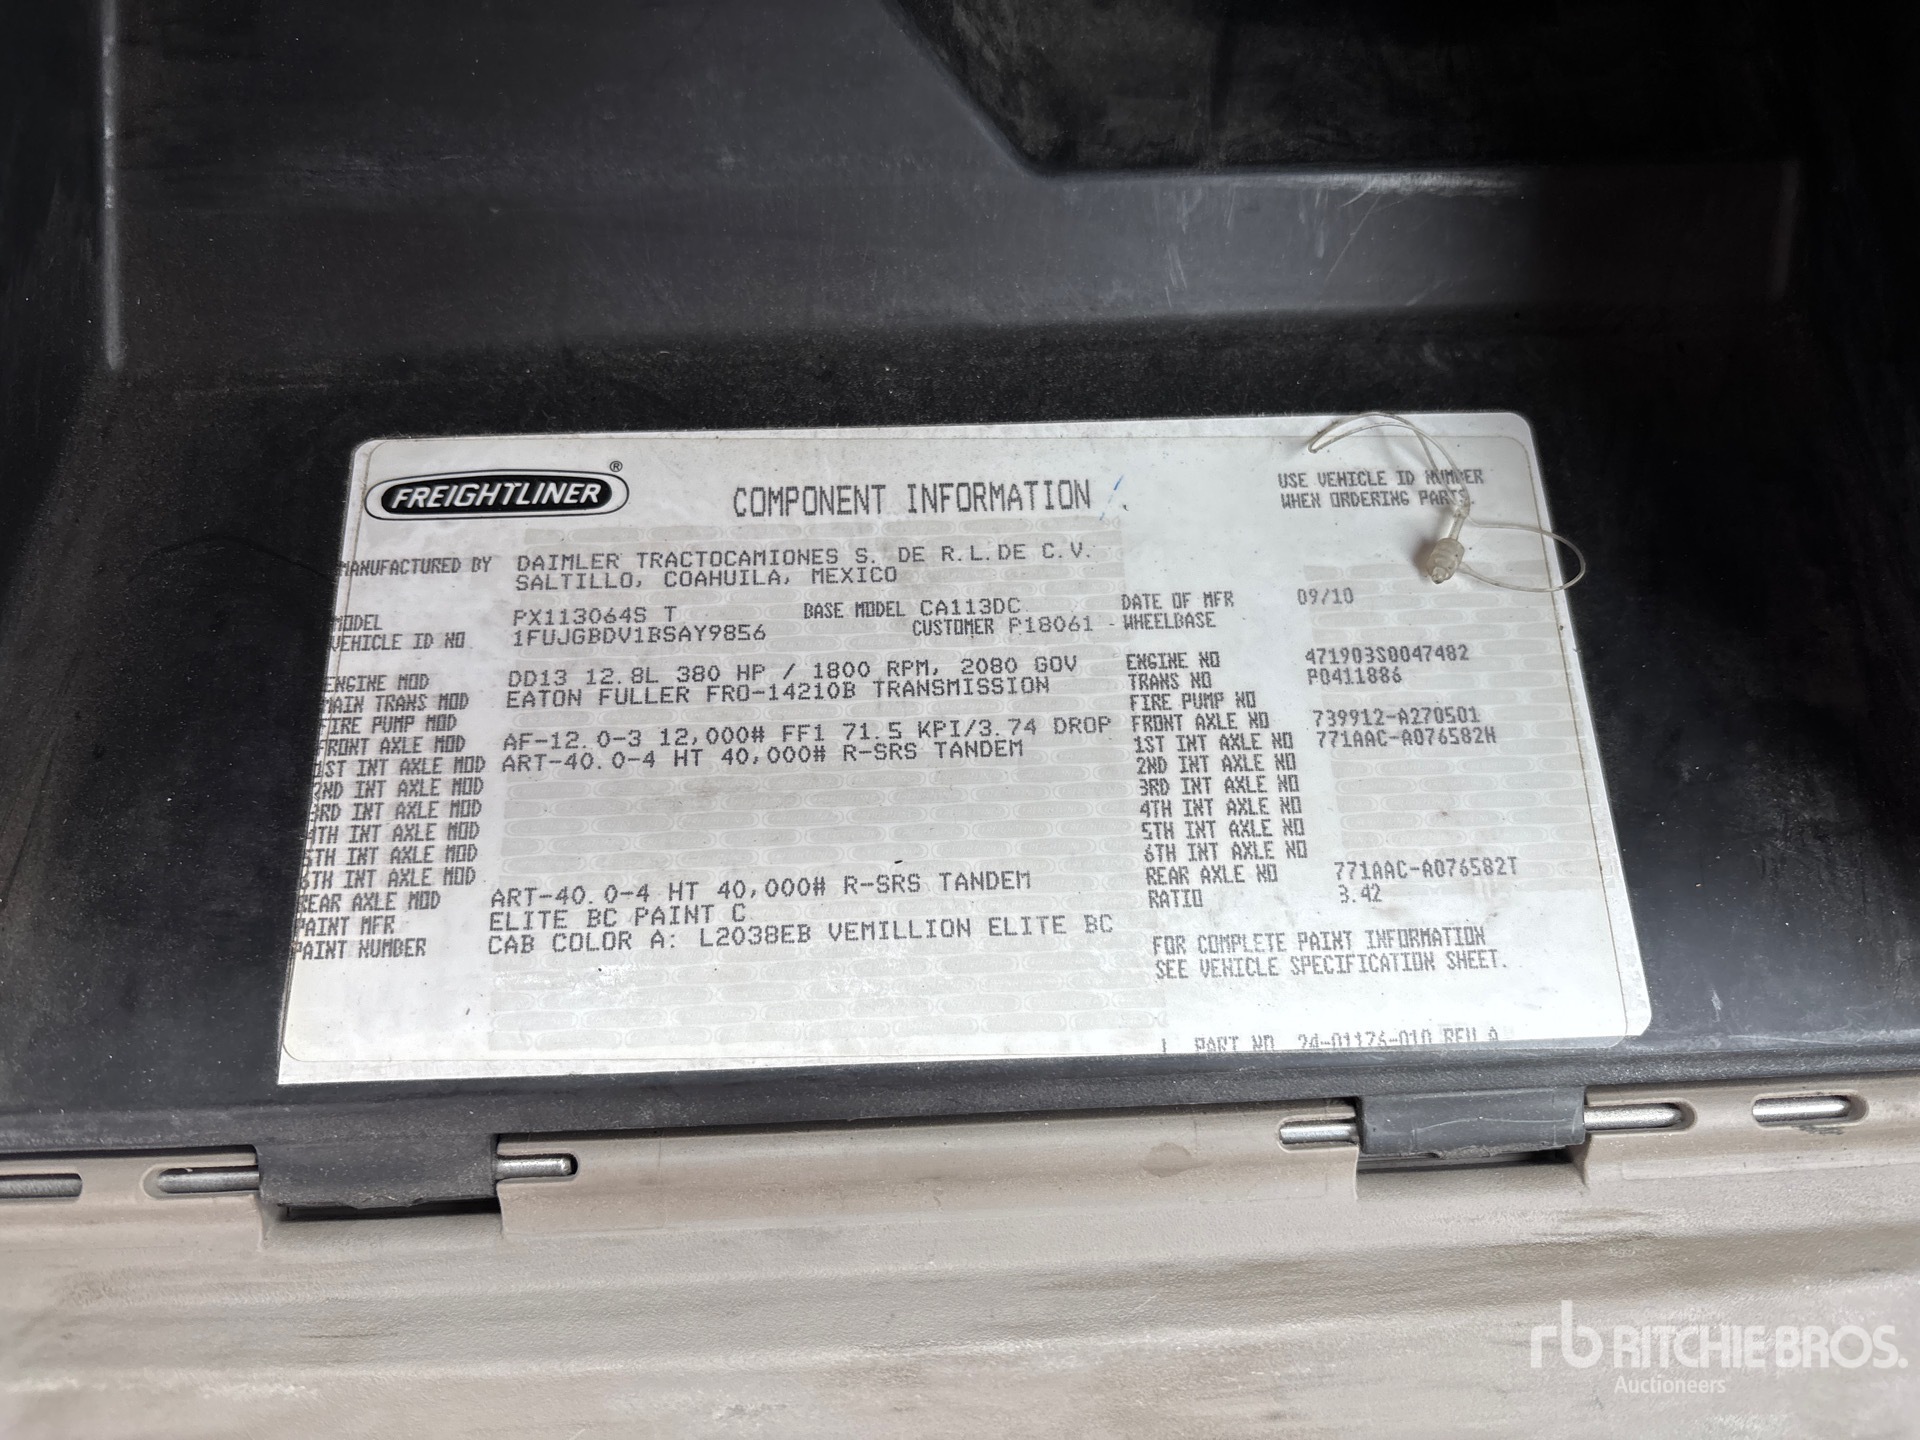 FREIGHTLINER®
COMPONENT INFORMATION
USE VEHICLE ID NUMBER
WHEN ORDERING PARTS.
MANUFACTURED BY DAIMLER TRACTOCAMIONES S. DE R.L.DE C.V.
SALTILLO, COAHUILA, MEXICO
MODEL PX113064S T BASE MODEL CA113DC DATE OF MFR 09/10
VEHICLE ID NO 1FUJGBDV1BSAY9856 CUSTOMER P18061 WHEELBASE
ENGINE MOD DD13 12.8L 380 HP / 1800 RPM, 2080 GOV ENGINE NO 471903S0047482
MAIN TRANS MOD EATON FULLER FRO-14210B TRANSMISSION TRANS NO P0411886
FIRE PUMP MOD FIRE PUMP NO
FRONT AXLE MOD AF-12.0-3 12,000# FF1 71.5 KPI/3.74 DROP FRONT AXLE NO 739912-A270501
1ST INT AXLE MOD ART-40.0-4 HT 40,000# R-SRS TANDEM 1ST INT AXLE NO 771AAC-A076582H
2ND INT AXLE MOD 2ND INT AXLE NO
3RD INT AXLE MOD 3RD INT AXLE NO
4TH INT AXLE MOD 4TH INT AXLE NO
5TH INT AXLE MOD 5TH INT AXLE NO
6TH INT AXLE MOD 6TH INT AXLE NO
REAR AXLE MOD ART-40.0-4 HT 40,000# R-SRS TANDEM REAR AXLE NO 771AAC-A076582T
PAINT MFR ELITE BC PAINT C RATIO 3.42
PAINT NUMBER CAB COLOR A: L2038EB VEMILLION ELITE BC
FOR COMPLETE PAINT INFORMATION
SEE VEHICLE SPECIFICATION SHEET.
PART NO 24-01176-010 REV A
rb RITCHIE BROS.
Auctioneers